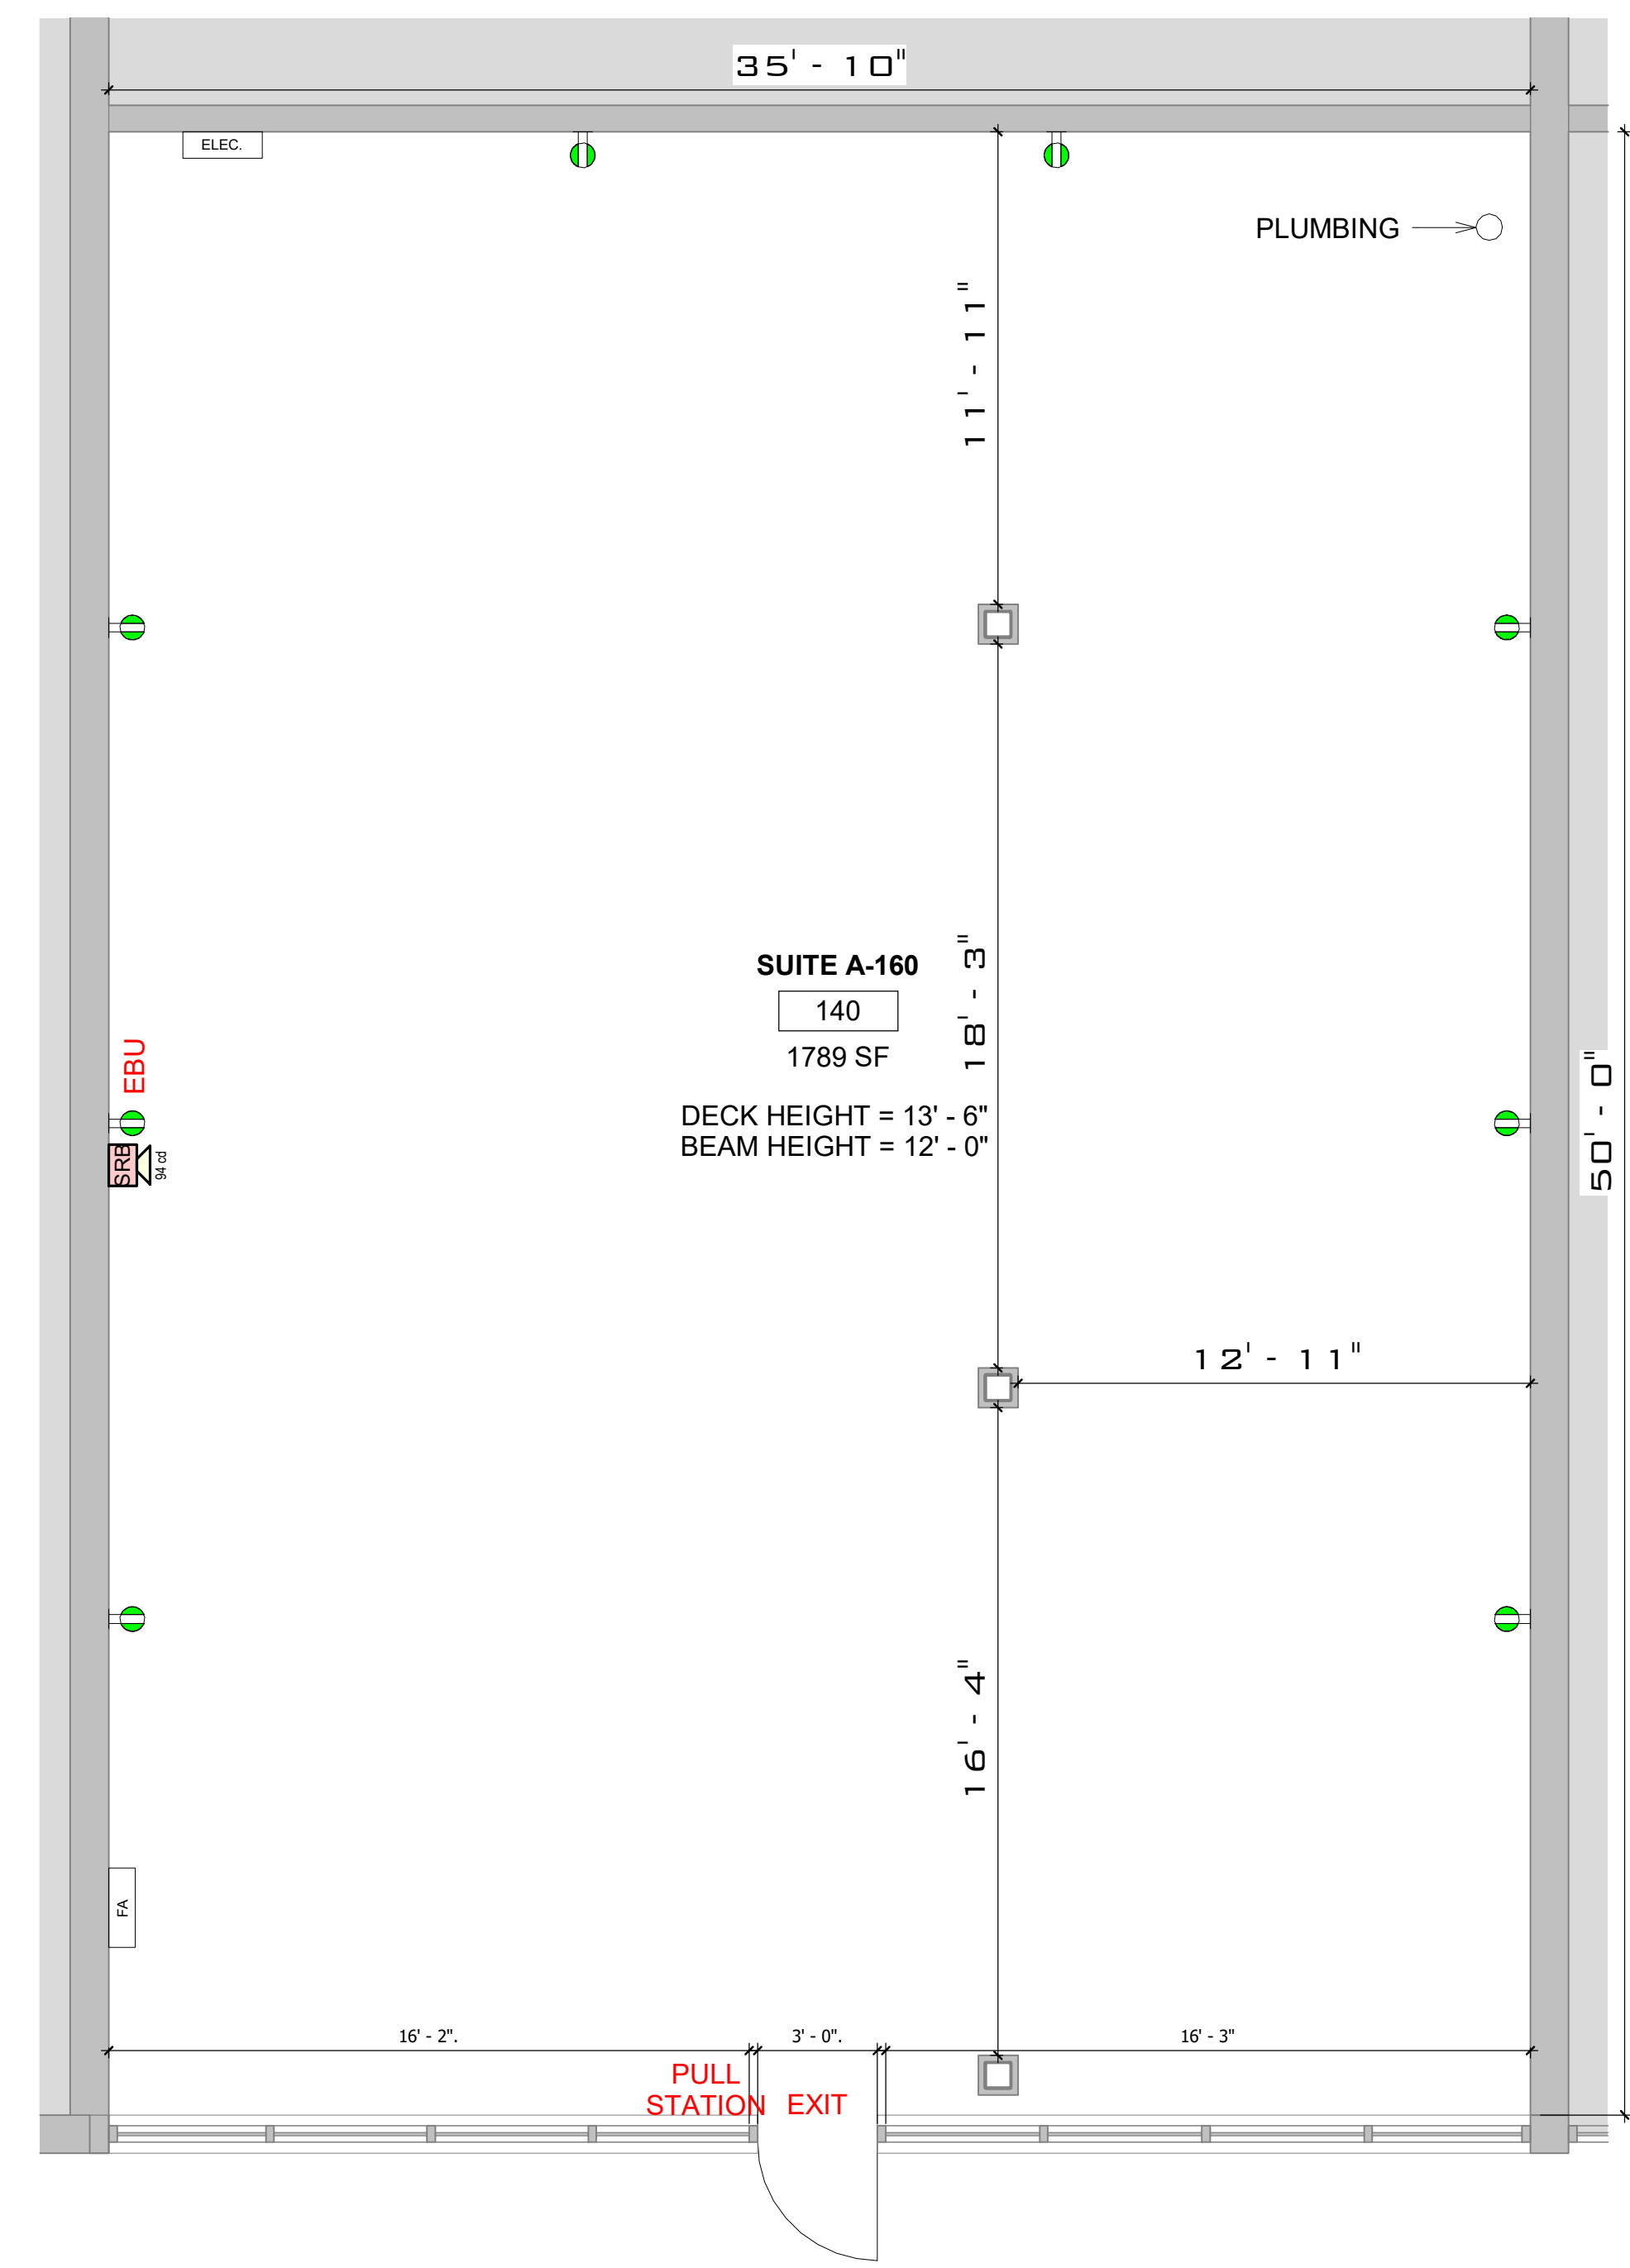 35' - 10"
ELEC.
PLUMBING
11' - 11"
SUITE A-160
140
1789 SF
18' - 3"
DECK HEIGHT = 13' - 6"
BEAM HEIGHT = 12' - 0"
50' - 0"
EBU
SRB
94 cd
12' - 11"
16' - 4"
FA
16' - 2".
3' - 0".
16' - 3"
PULL
STATION
EXIT